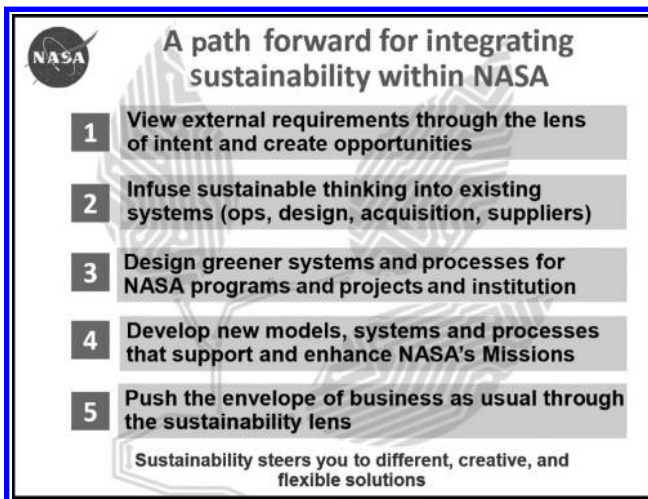 NASA
A path forward for integrating
sustainability within NASA
1
View external requirements through the lens
of intent and create opportunities
2
Infuse sustainable thinking into existing
systems (ops, design, acquisition, suppliers)
3
Design greener systems and processes for
NASA programs and projects and institution
4
Develop new models, systems and processes
that support and enhance NASA's Missions
5
Push the envelope of business as usual through
the sustainability lens
Sustainability steers you to different, creative, and
flexible solutions